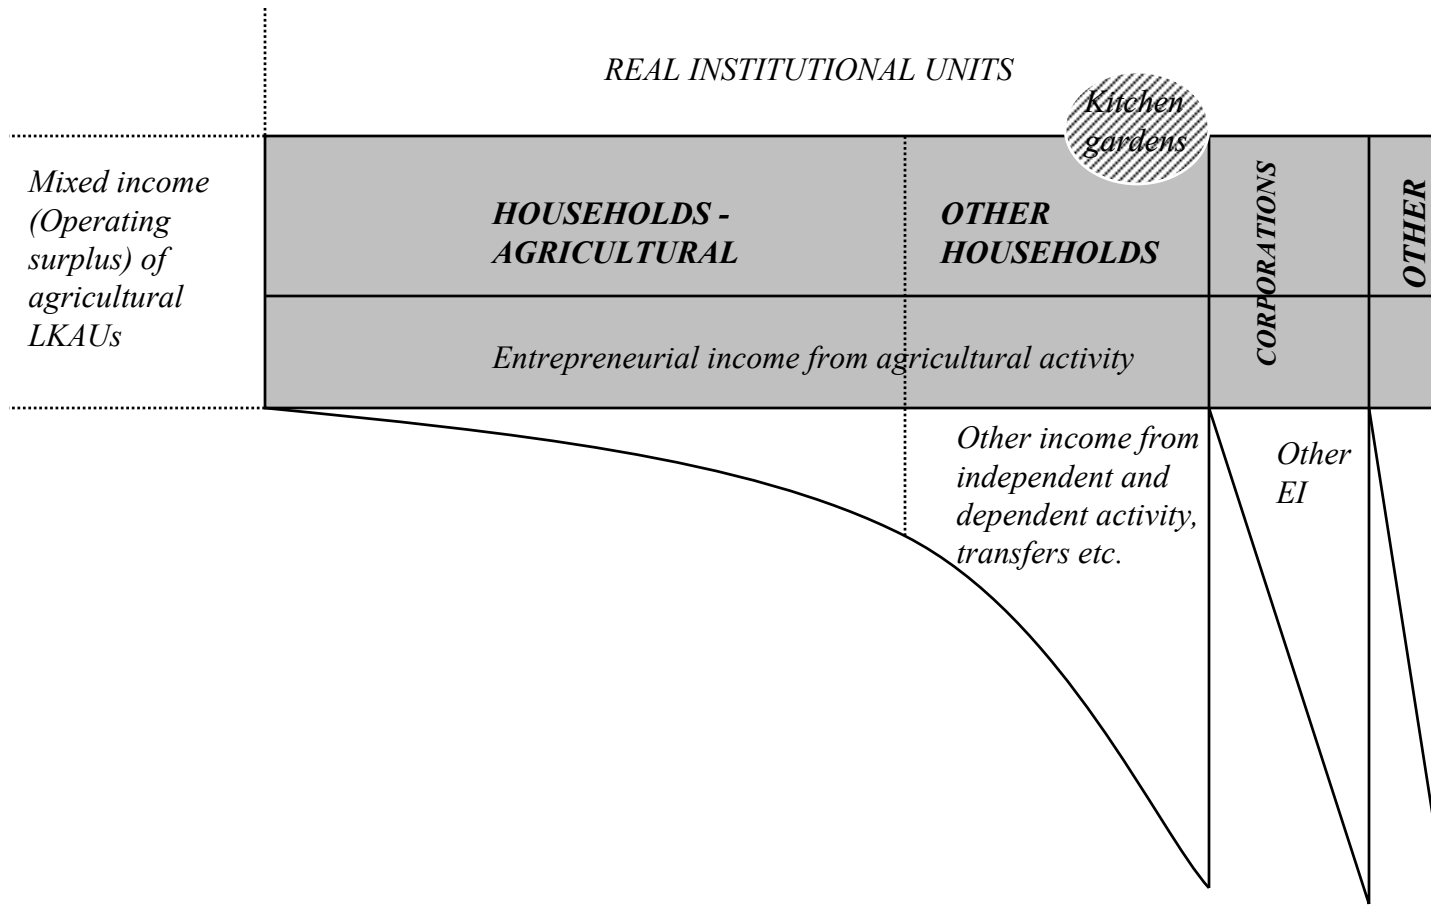 REAL INSTITUTIONAL UNITS
Kitchen
gardens
Mixed income
(Operating
surplus) of
agricultural
LKAUs
HOUSEHOLDS -
AGRICULTURAL
OTHER
HOUSEHOLDS
CORPORATIONS
OTHER
Entrepreneurial income from agricultural activity
Other income from
independent and
dependent activity,
transfers etc.
Other
EI